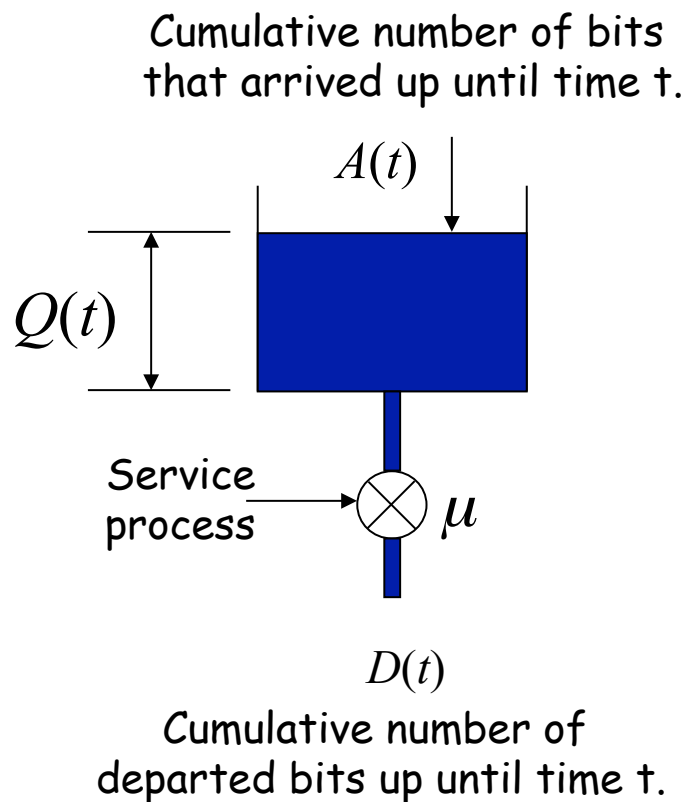 Cumulative number of bits
that arrived up until time t.
A(t)
Q(t)
Service
process
μ
D(t)
Cumulative number of
departed bits up until time t.